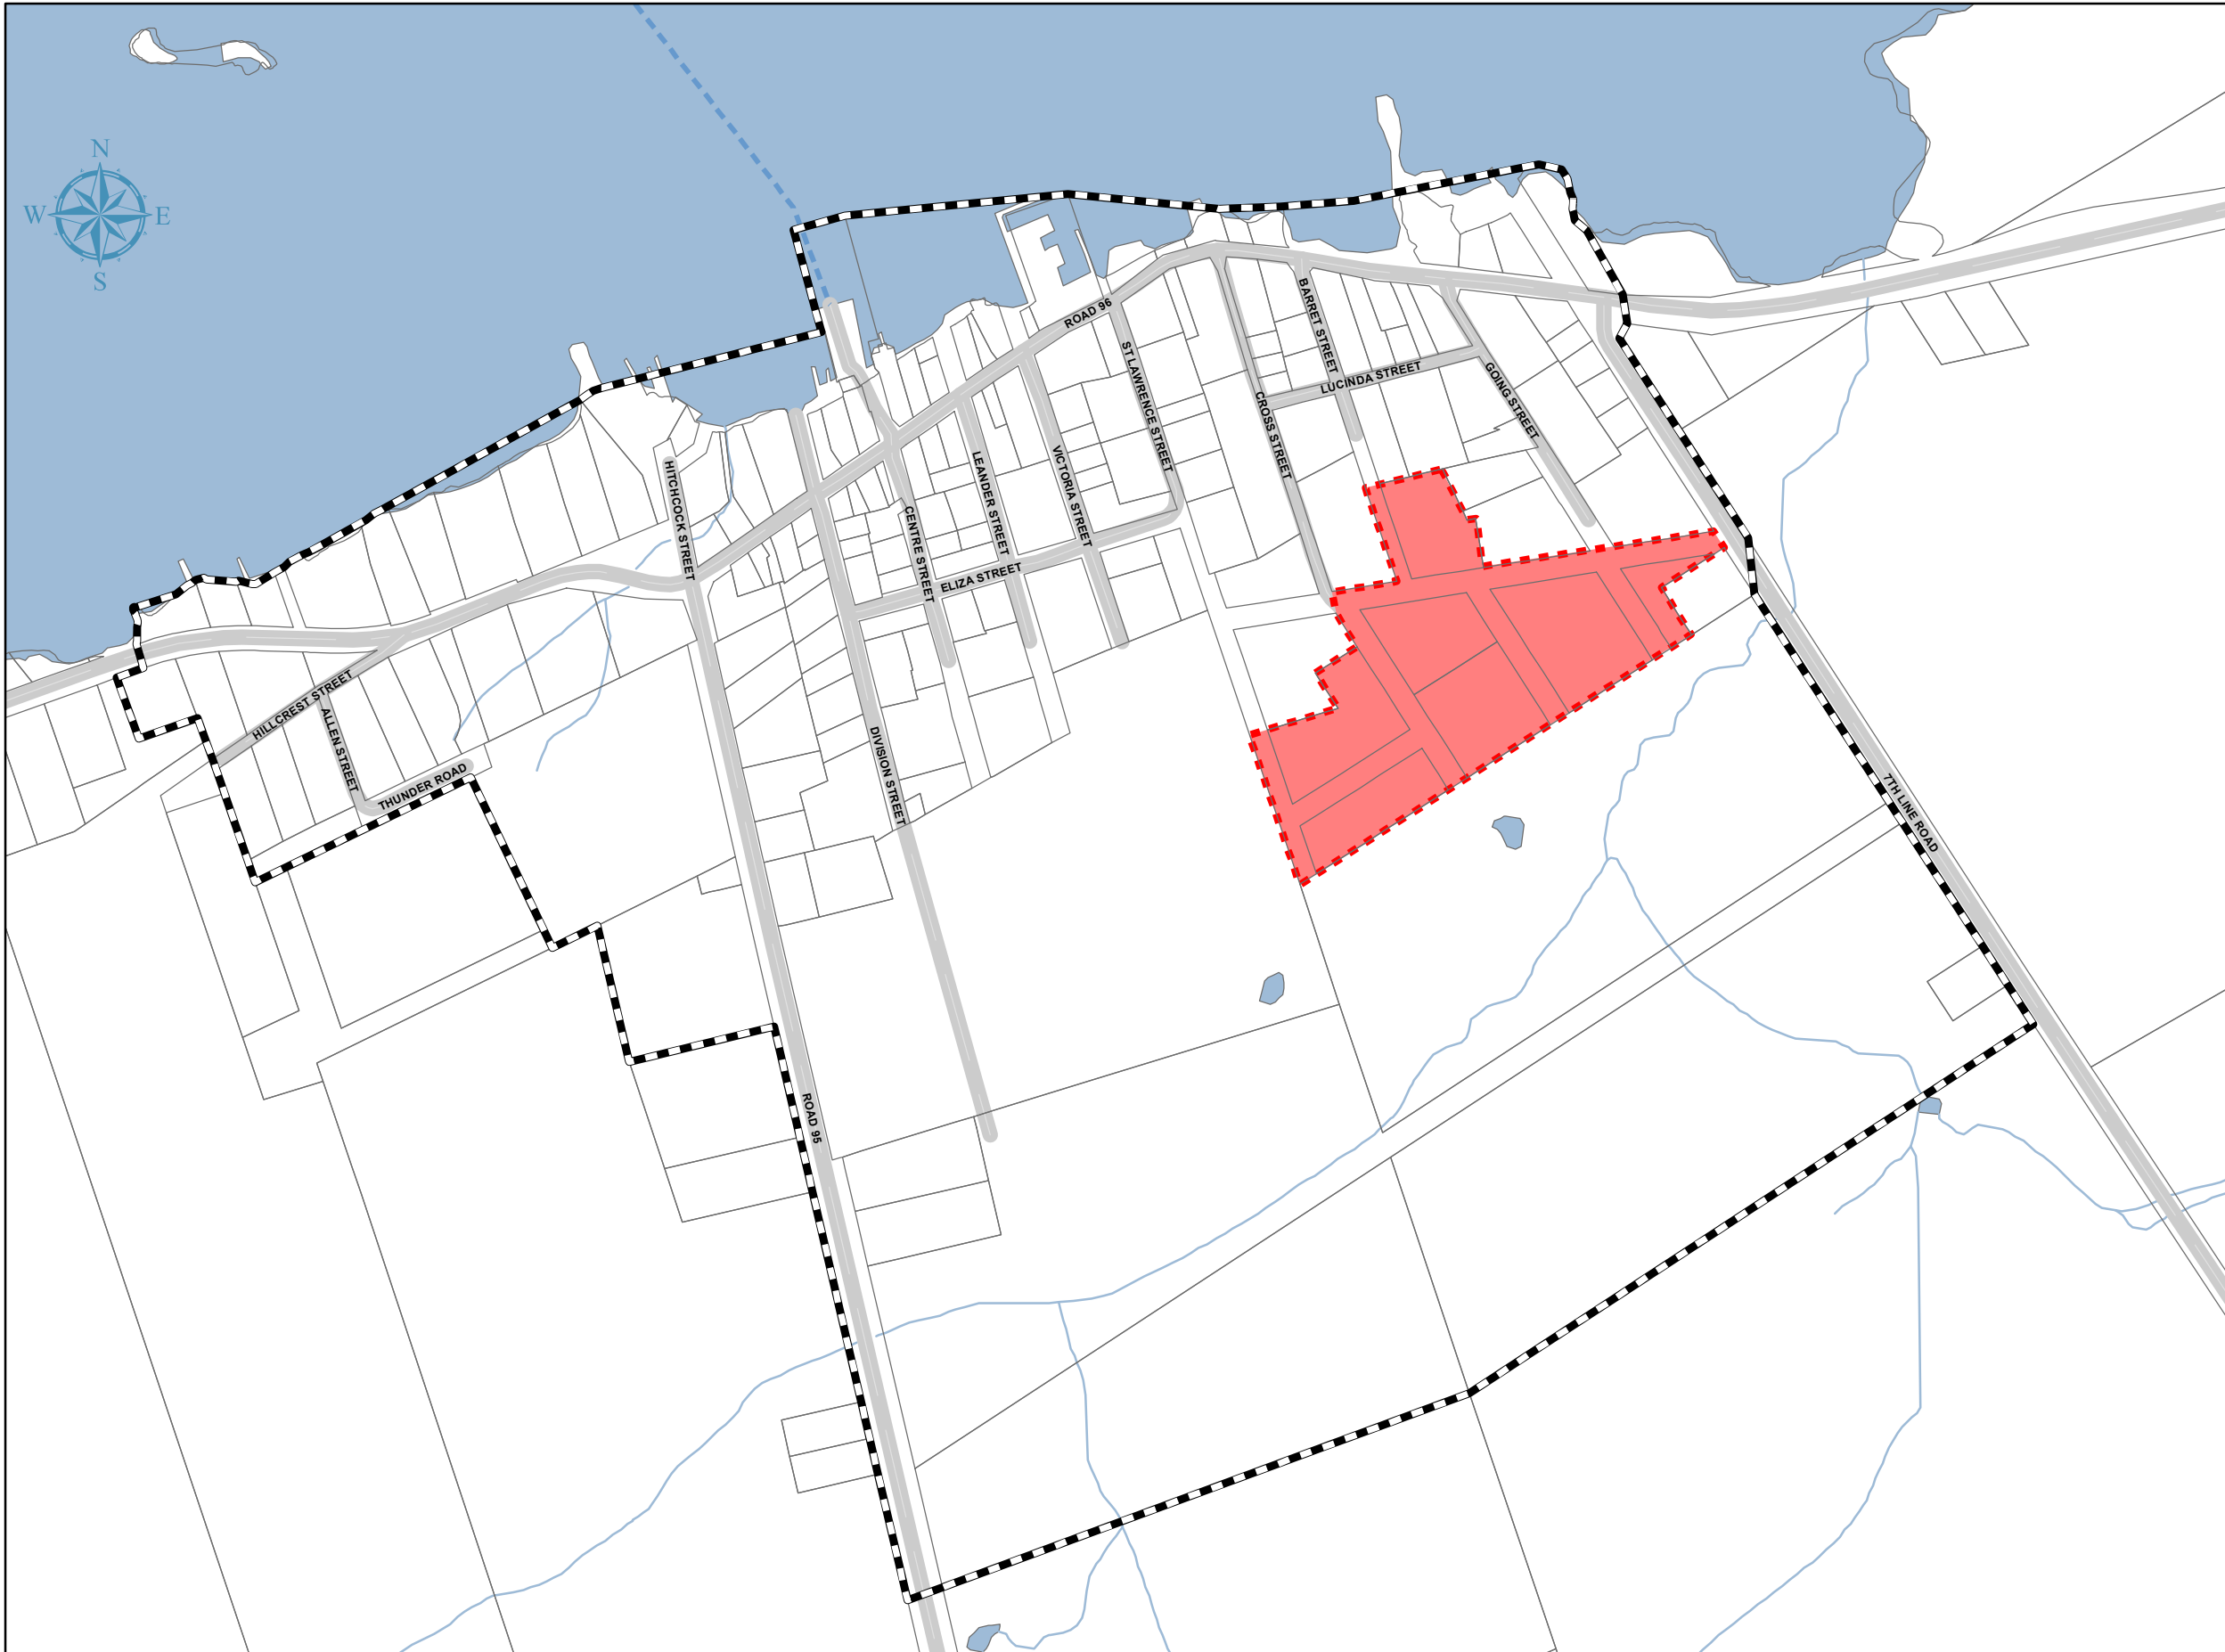 N
W E
S
ROAD 96
BARRET STREET
ST LAWRENCE STREET
LUCINDA STREET
GOING STREET
CROSS STREET
HITCHCOCK STREET
LEANDER STREET
VICTORIA STREET
CENTRE STREET
ELIZA STREET
HILLCREST STREET
ALLEN STREET
DIVISION STREET
THUNDER ROAD
7TH LINE ROAD
ROAD 95